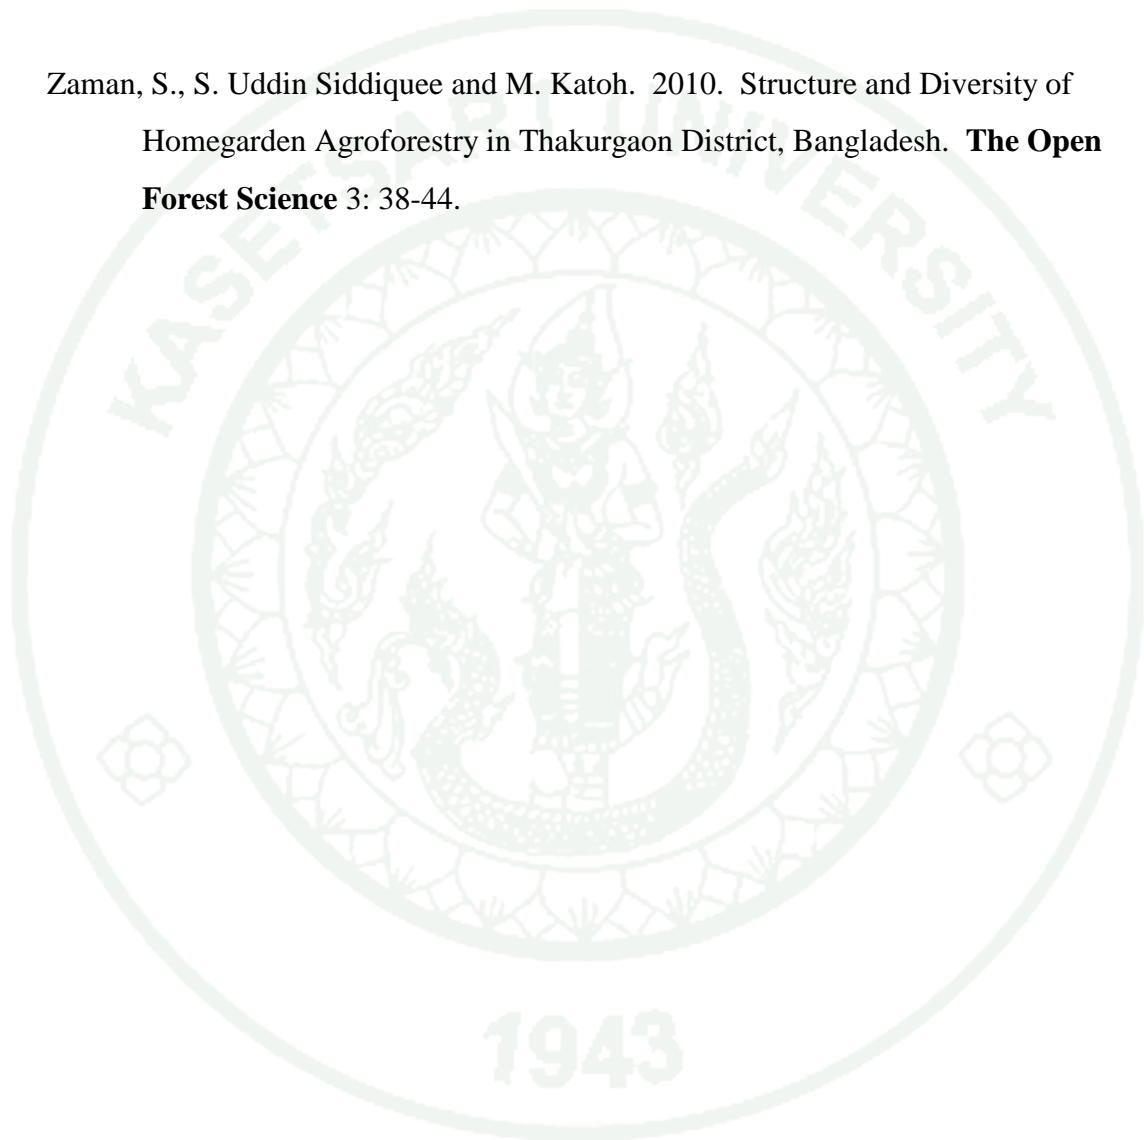 Zaman, S., S. Uddin Siddiquee and M. Katoh. 2010. Structure and Diversity of
Homegarden Agroforestry in Thakurgaon District, Bangladesh. The Open
Forest Science 3: 38-44.
KASETSART UNIVERSITY
1943